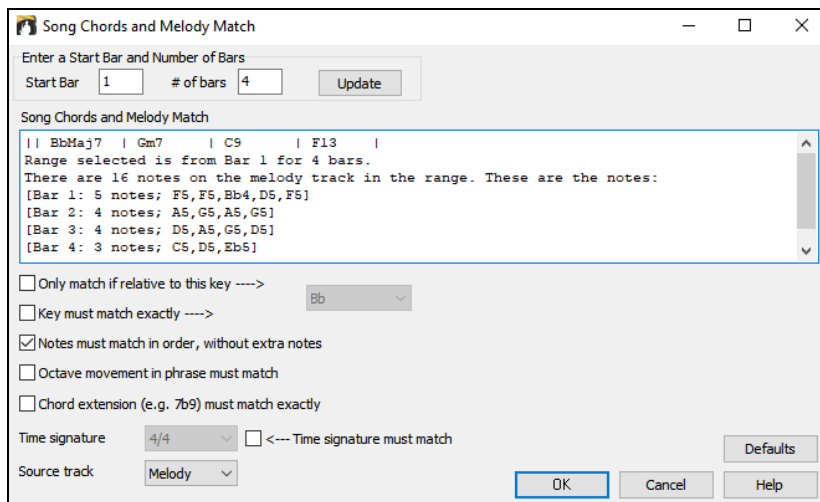 Song Chords and Melody Match
Enter a Start Bar and Number of Bars
Start Bar 1 # of bars 4 Update
Song Chords and Melody Match
|| BbMaj7 | Gm7 | C9 | F13 |
Range selected is from Bar 1 for 4 bars.
There are 16 notes on the melody track in the range. These are the notes:
[Bar 1: 5 notes; F5,F5,Bb4,D5,F5]
[Bar 2: 4 notes; A5,G5,A5,G5]
[Bar 3: 4 notes; D5,A5,G5,D5]
[Bar 4: 3 notes; C5,D5,Eb5]
Only match if relative to this key ---->
Bb
Key must match exactly ---->
Notes must match in order, without extra notes
Octave movement in phrase must match
Chord extension (e.g. 7b9) must match exactly
Time signature 4/4 <--- Time signature must match
Defaults
Source track Melody
OK Cancel Help